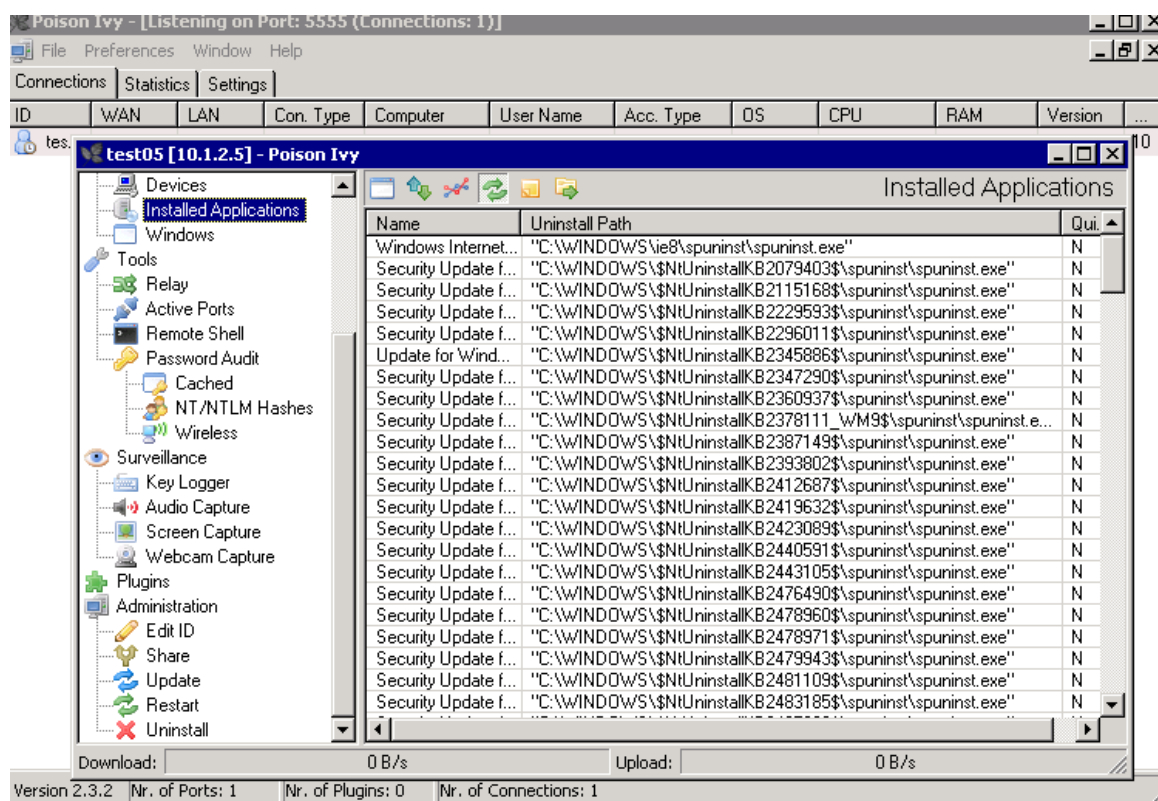 Poison Ivy - [Listening on Port: 5555 (Connections: 1)]
File Preferences Window Help
Connections Statistics Settings
ID WAN LAN Con. Type Computer User Name Acc. Type OS CPU RAM Version ...
tes. 10
test05 [10.1.2.5] - Poison Ivy
Devices
Installed Applications
Windows
Tools
Relay
Active Ports
Remote Shell
Password Audit
Cached
NT/NTLM Hashes
Wireless
Surveillance
Key Logger
Audio Capture
Screen Capture
Webcam Capture
Plugins
Administration
Edit ID
Share
Update
Restart
Uninstall
Installed Applications
Name Uninstall Path Qui.
Windows Internet... "C:\WINDOWS\ie8\spuninst\spuninst.exe" N
Security Update f... "C:\WINDOWS\$NtUninstallKB2079403$\spuninst\spuninst.exe" N
Security Update f... "C:\WINDOWS\$NtUninstallKB2115168$\spuninst\spuninst.exe" N
Security Update f... "C:\WINDOWS\$NtUninstallKB2229593$\spuninst\spuninst.exe" N
Security Update f... "C:\WINDOWS\$NtUninstallKB2296011$\spuninst\spuninst.exe" N
Update for Wind... "C:\WINDOWS\$NtUninstallKB2345886$\spuninst\spuninst.exe" N
Security Update f... "C:\WINDOWS\$NtUninstallKB2347290$\spuninst\spuninst.exe" N
Security Update f... "C:\WINDOWS\$NtUninstallKB2360937$\spuninst\spuninst.exe" N
Security Update f... "C:\WINDOWS\$NtUninstallKB2378111_WM9$\spuninst\spuninst.e... N
Security Update f... "C:\WINDOWS\$NtUninstallKB2387149$\spuninst\spuninst.exe" N
Security Update f... "C:\WINDOWS\$NtUninstallKB2393802$\spuninst\spuninst.exe" N
Security Update f... "C:\WINDOWS\$NtUninstallKB2412687$\spuninst\spuninst.exe" N
Security Update f... "C:\WINDOWS\$NtUninstallKB2419632$\spuninst\spuninst.exe" N
Security Update f... "C:\WINDOWS\$NtUninstallKB2423089$\spuninst\spuninst.exe" N
Security Update f... "C:\WINDOWS\$NtUninstallKB2440591$\spuninst\spuninst.exe" N
Security Update f... "C:\WINDOWS\$NtUninstallKB2443105$\spuninst\spuninst.exe" N
Security Update f... "C:\WINDOWS\$NtUninstallKB2476490$\spuninst\spuninst.exe" N
Security Update f... "C:\WINDOWS\$NtUninstallKB2478960$\spuninst\spuninst.exe" N
Security Update f... "C:\WINDOWS\$NtUninstallKB2478971$\spuninst\spuninst.exe" N
Security Update f... "C:\WINDOWS\$NtUninstallKB2479943$\spuninst\spuninst.exe" N
Security Update f... "C:\WINDOWS\$NtUninstallKB2481109$\spuninst\spuninst.exe" N
Security Update f... "C:\WINDOWS\$NtUninstallKB2483185$\spuninst\spuninst.exe" N
Download: 0 B/s Upload: 0 B/s
Version 2.3.2 Nr. of Ports: 1 Nr. of Plugins: 0 Nr. of Connections: 1